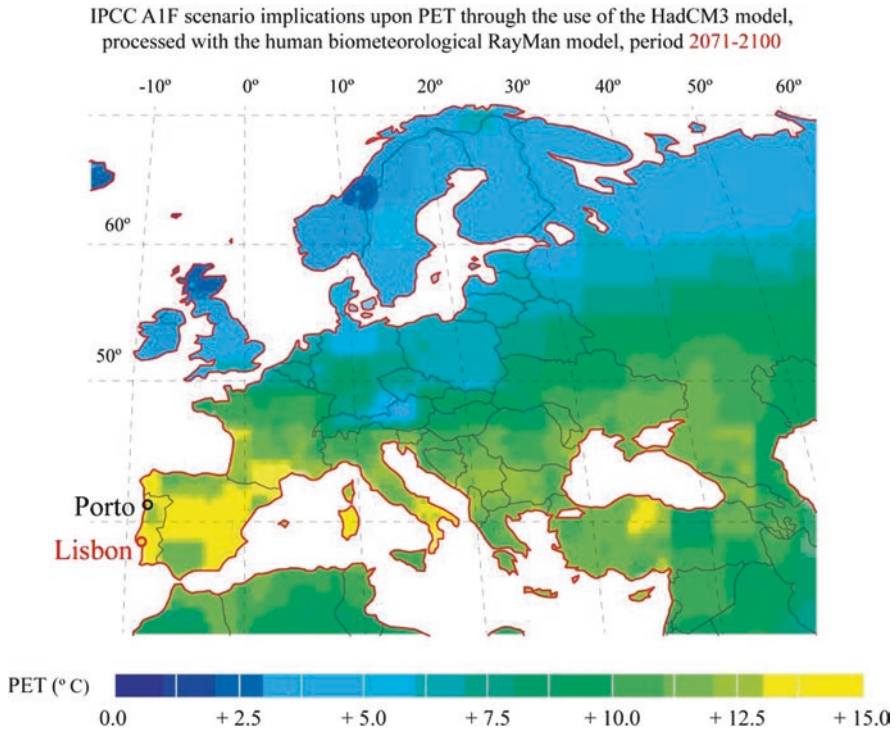 IPCC A1F scenario implications upon PET through the use of the HadCM3 model,
processed with the human biometeorological RayMan model, period 2071-2100
-10º 0º 10º 20º 30º 40º 50º 60º
60º
50º
Porto
Lisbon
PET (º C)
0.0 + 2.5 + 5.0 + 7.5 + 10.0 + 12.5 + 15.0